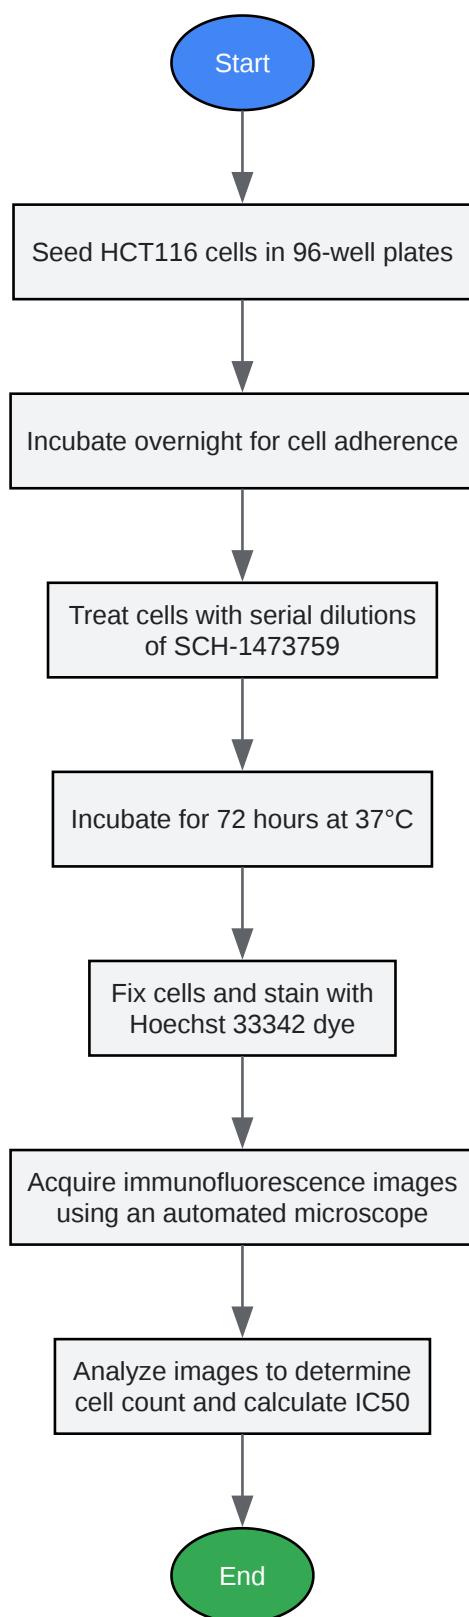 Start
Seed HCT116 cells in 96-well plates
Incubate overnight for cell adherence
Treat cells with serial dilutions
of SCH-1473759
Incubate for 72 hours at 37°C
Fix cells and stain with
Hoechst 33342 dye
Acquire immunofluorescence images
using an automated microscope
Analyze images to determine
cell count and calculate IC50
End